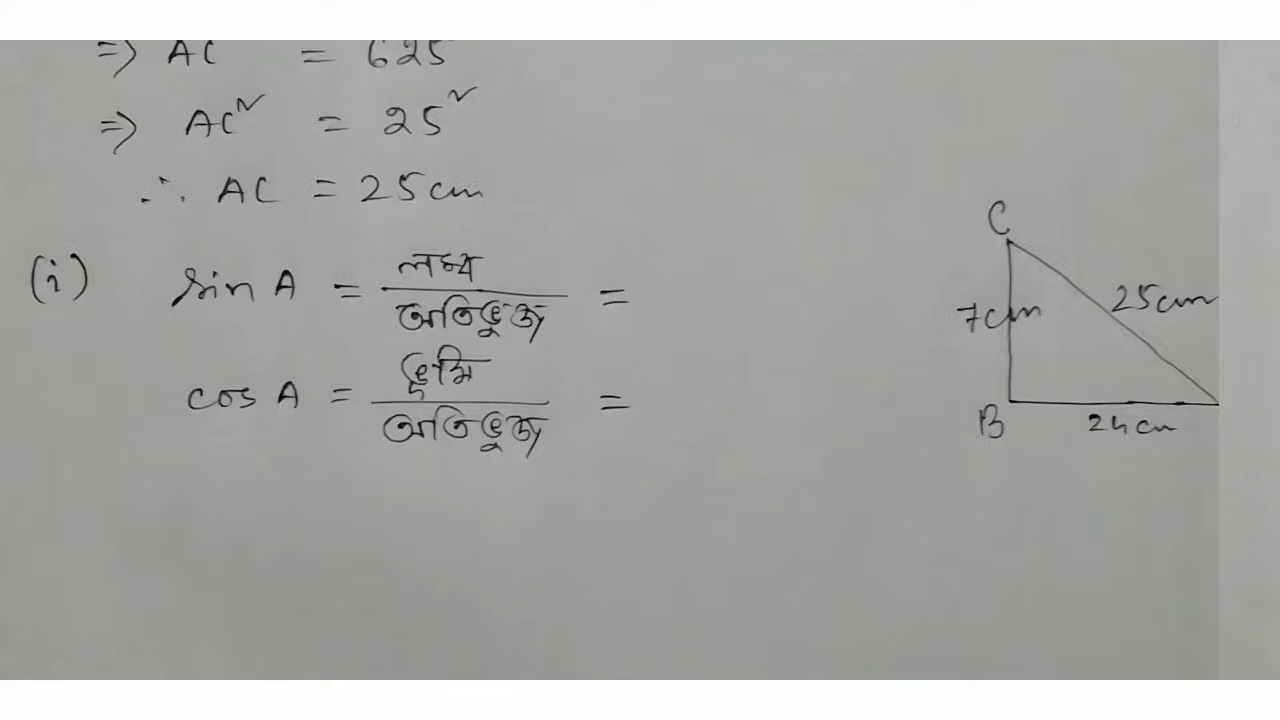 => AC = 625
=> AC² = 25²
∴ AC = 25 cm
(i) sin A = লম্ব / অতিভুজ =
cos A = ভূমি / অতিভুজ =
C
7cm
25cm
B
24cm